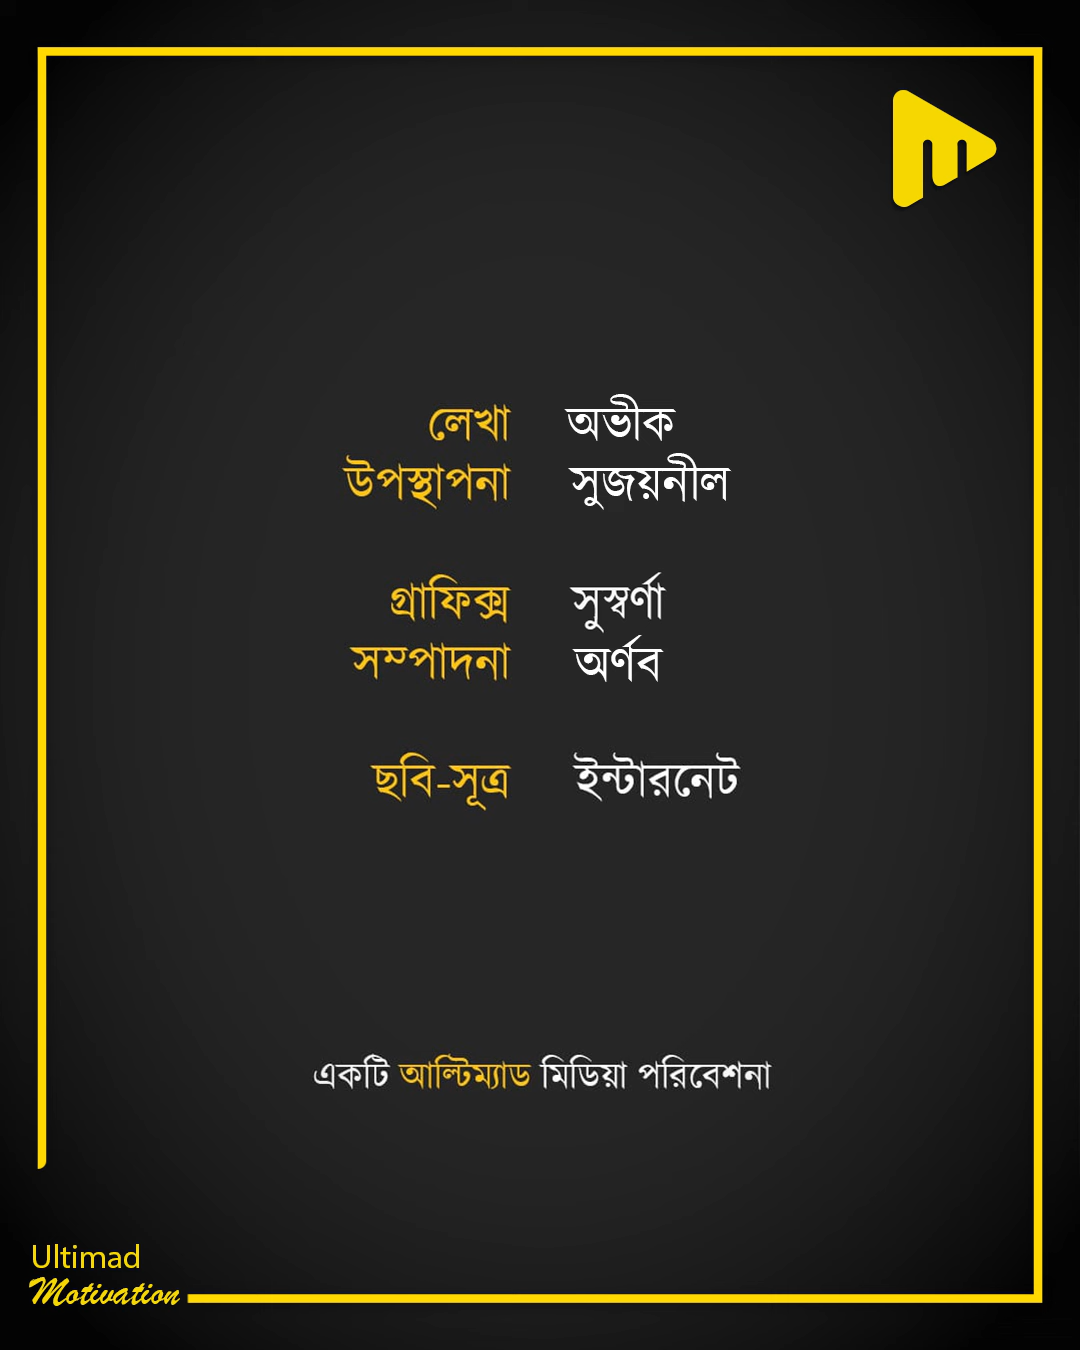 লেখা অভীক
উপস্থাপনা সুজয়নীল
গ্রাফিক্স সুস্বর্ণা
সম্পাদনা অর্ণব
ছবি-সূত্র ইন্টারনেট
একটি আল্টিম্যাড মিডিয়া পরিবেশনা
Ultimad
Motivation